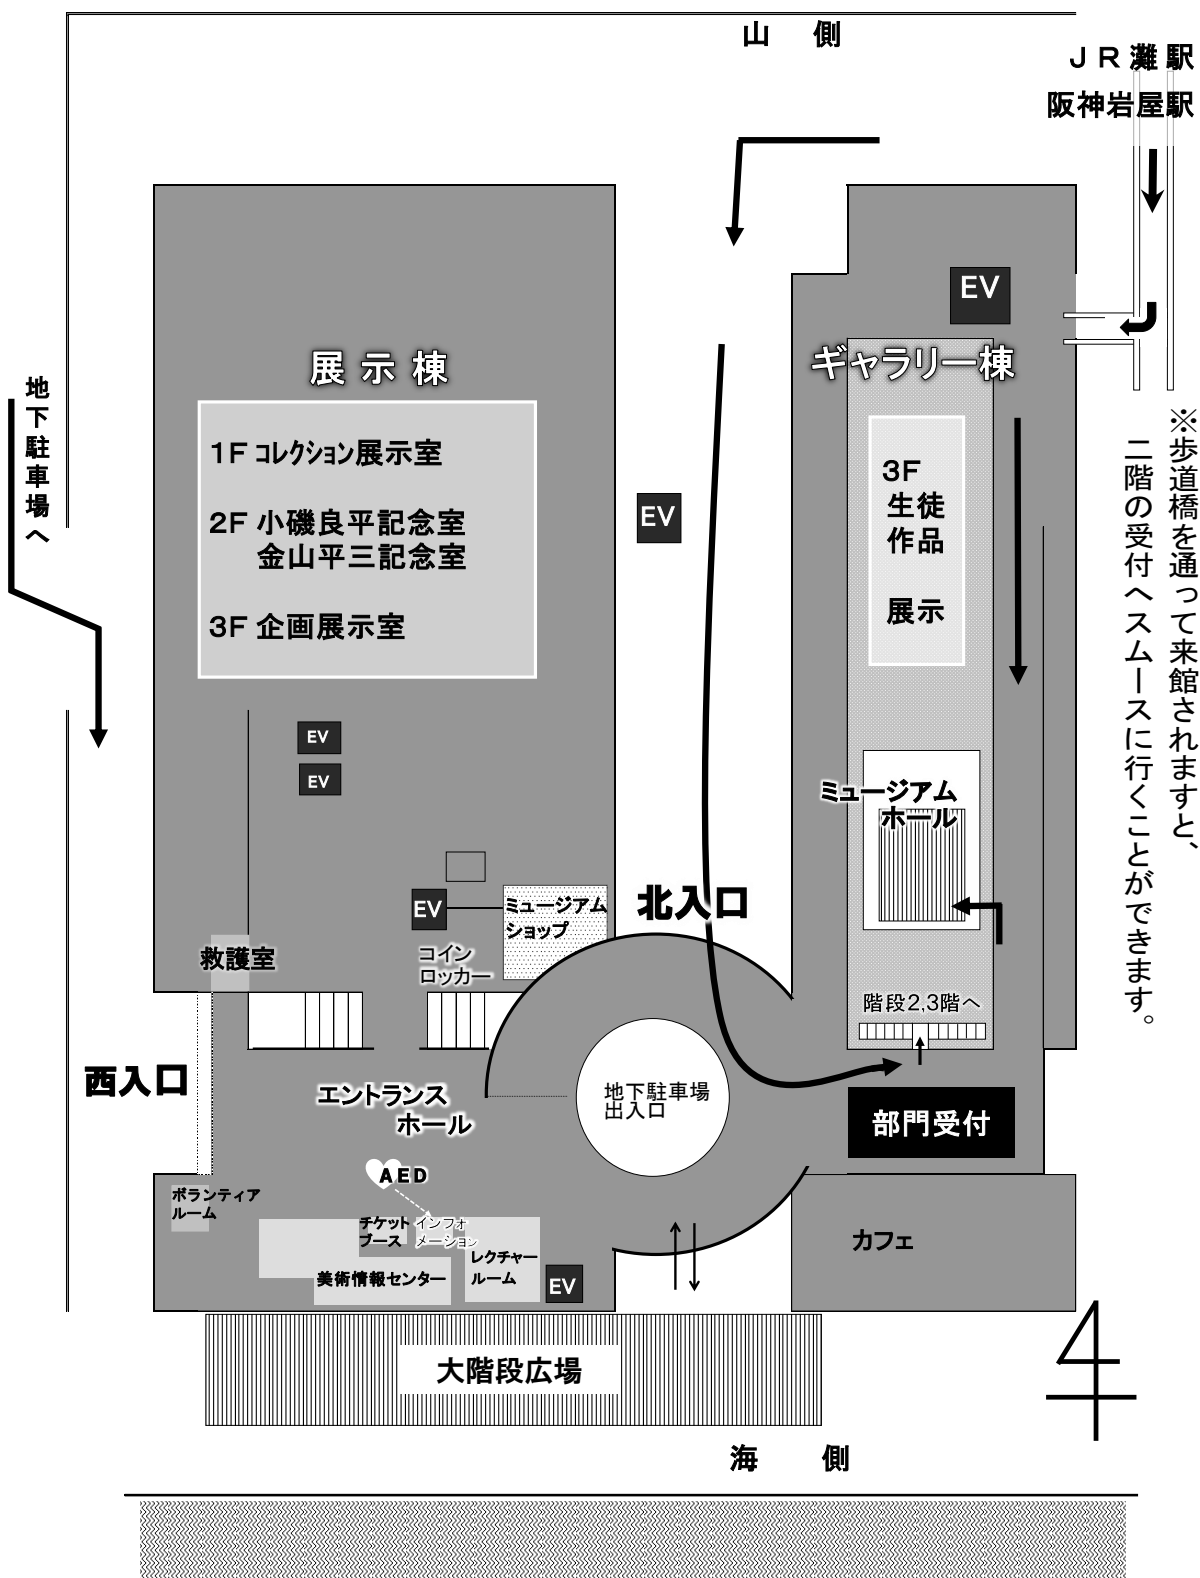 山　側
ＪＲ灘駅
阪神岩屋駅
※歩道橋を通って来館されますと、
二階の受付へスムースに行くことができます。
地下駐車場へ
展示棟
1F コレクション展示室
2F 小磯良平記念室
金山平三記念室
3F 企画展示室
EV
EV
ギャラリー棟
3F
生徒
作品
展示
EV
EV
ミュージアム
ホール
EV
ミュージアム
ショップ
コイン
ロッカー
北入口
救護室
階段2,3階へ
西入口
エントランス
ホール
地下駐車場
出入口
部門受付
AED
ボランティア
ルーム
チケット
ブース
インフォ
メーション
レクチャー
ルーム
美術情報センター
EV
カフェ
大階段広場
海　側